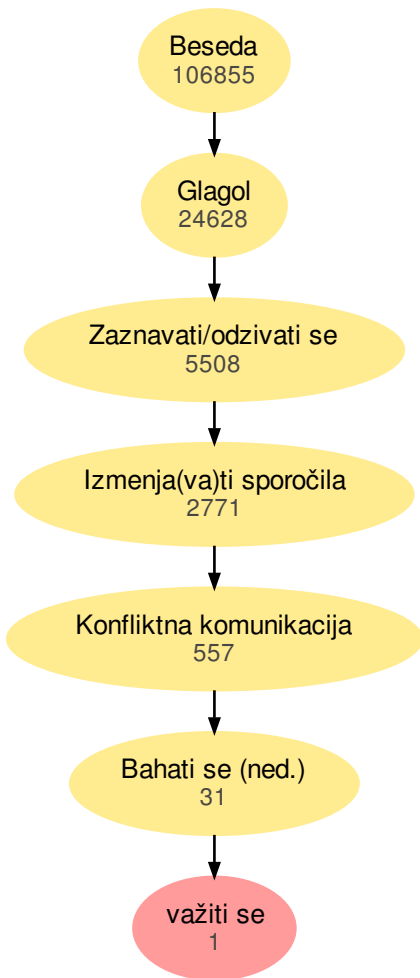 Beseda
106855
Glagol
24628
Zaznavati/odzivati se
5508
Izmenja(va)ti sporočila
2771
Konfliktna komunikacija
557
Bahati se (ned.)
31
važiti se
1